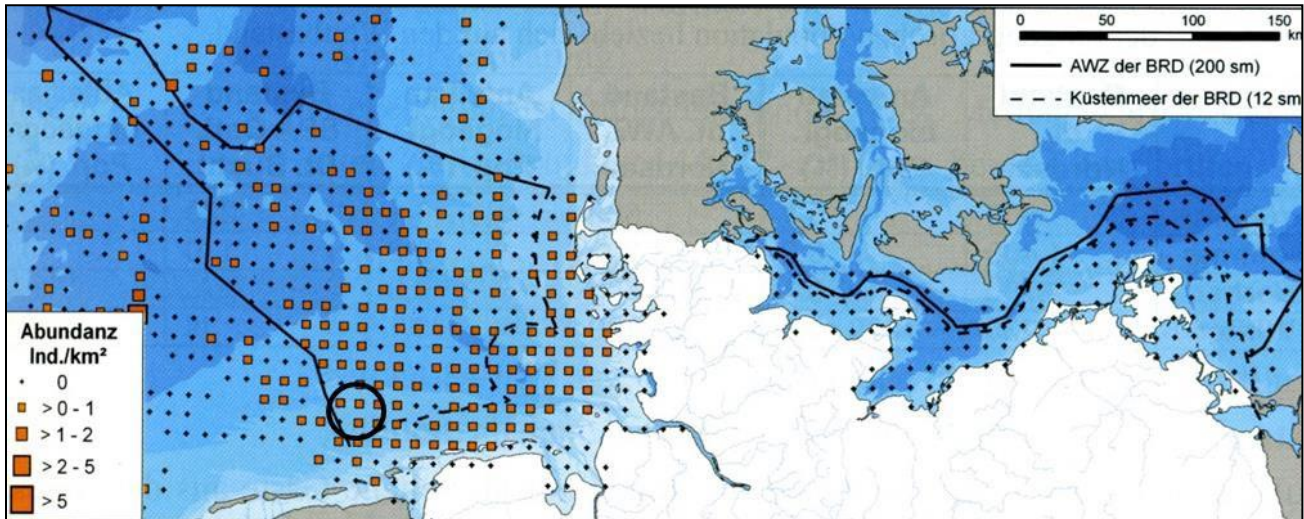 0 50 100 150
km
AWZ der BRD (200 sm)
Küstenmeer der BRD (12 sm
Abundanz
Ind./km²
0
> 0 - 1
> 1 - 2
> 2 - 5
> 5